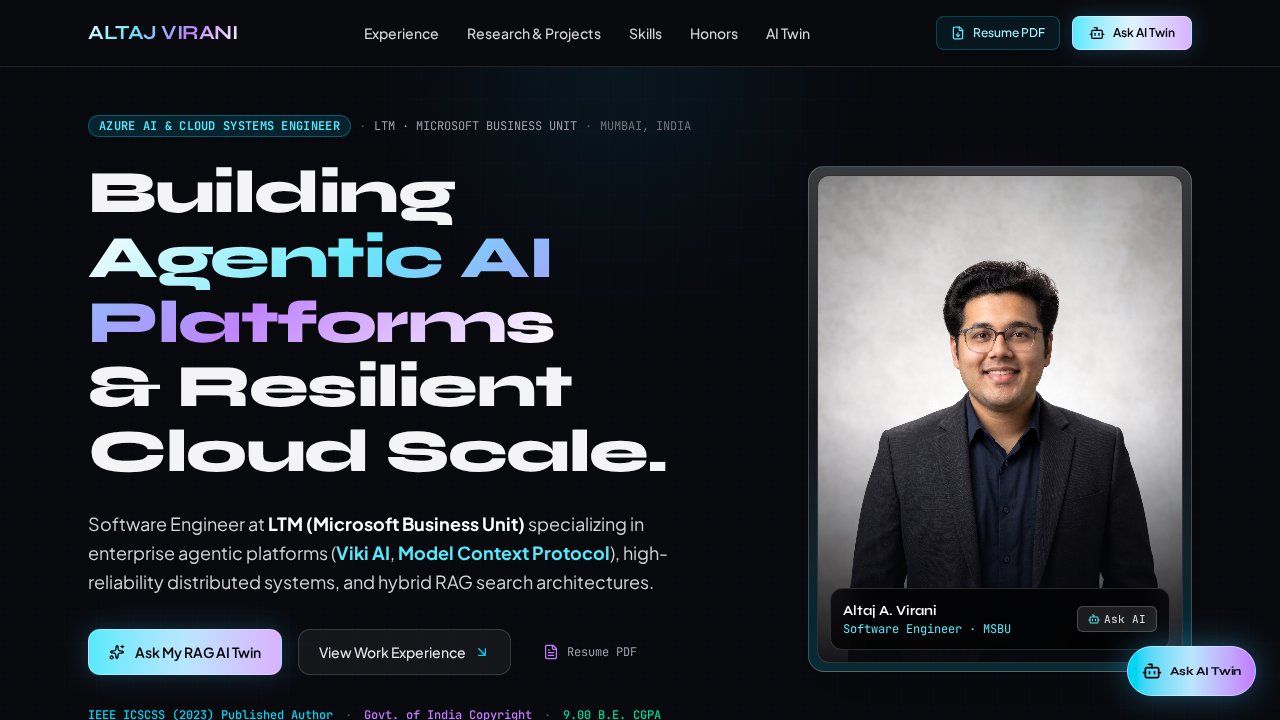 ALTAJ VIRANI
Experience
Research & Projects
Skills
Honors
AI Twin
Resume PDF
Ask AI Twin
AZURE AI & CLOUD SYSTEMS ENGINEER · LTM · MICROSOFT BUSINESS UNIT · MUMBAI, INDIA
Building
Agentic AI
Platforms
& Resilient
Cloud Scale.
Software Engineer at LTM (Microsoft Business Unit) specializing in
enterprise agentic platforms (Viki AI, Model Context Protocol), high-
reliability distributed systems, and hybrid RAG search architectures.
Ask My RAG AI Twin
View Work Experience
Resume PDF
IEEE ICSCSS (2023) Published Author · Govt. of India Copyright · 9.00 B.E. CGPA
Altaj A. Virani
Software Engineer · MSBU
Ask AI
Ask AI Twin